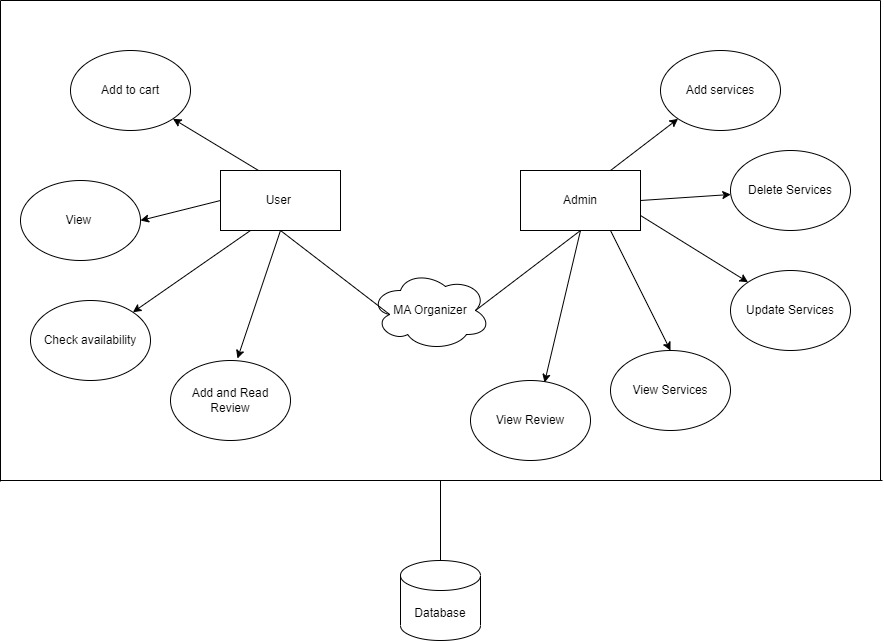 Add to cart
Add services
Delete Services
User
Admin
View
Update Services
MA Organizer
Check availability
View Services
Add and Read
Review
View Review
Database